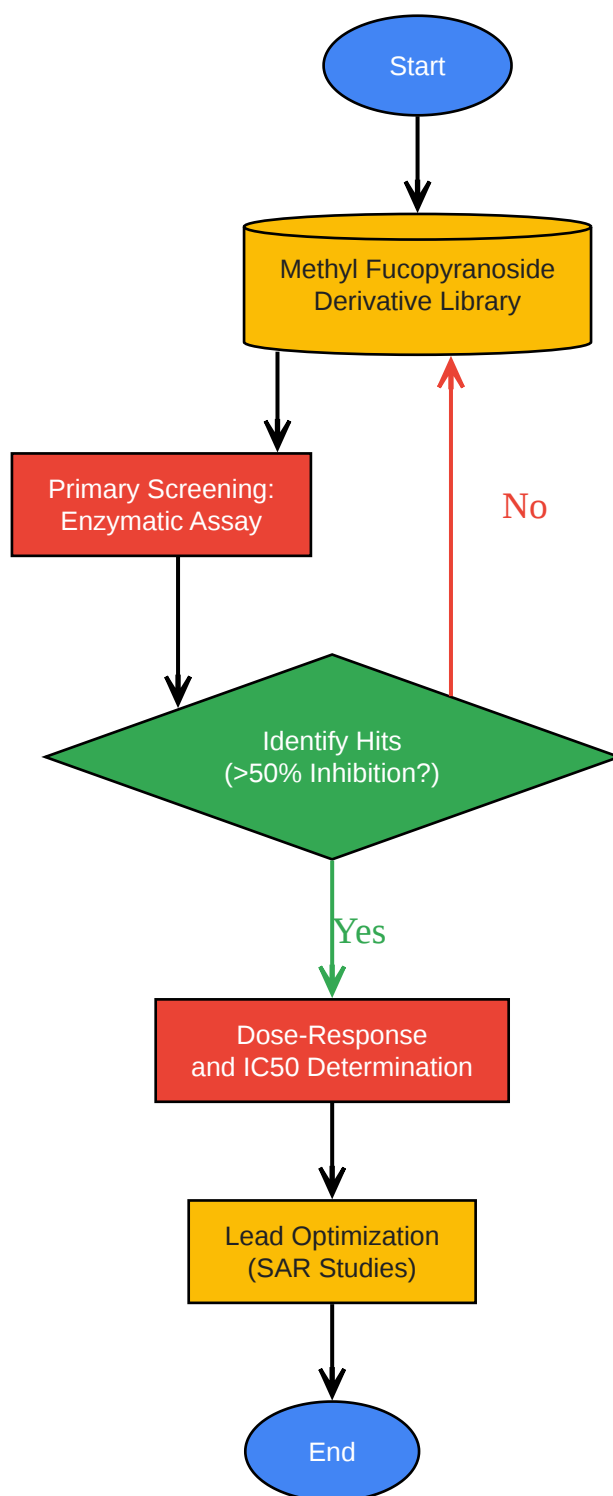 Start
Methyl Fucopyranoside
Derivative Library
Primary Screening:
Enzymatic Assay
No
Identify Hits
(>50% Inhibition?)
Yes
Dose-Response
and IC50 Determination
Lead Optimization
(SAR Studies)
End